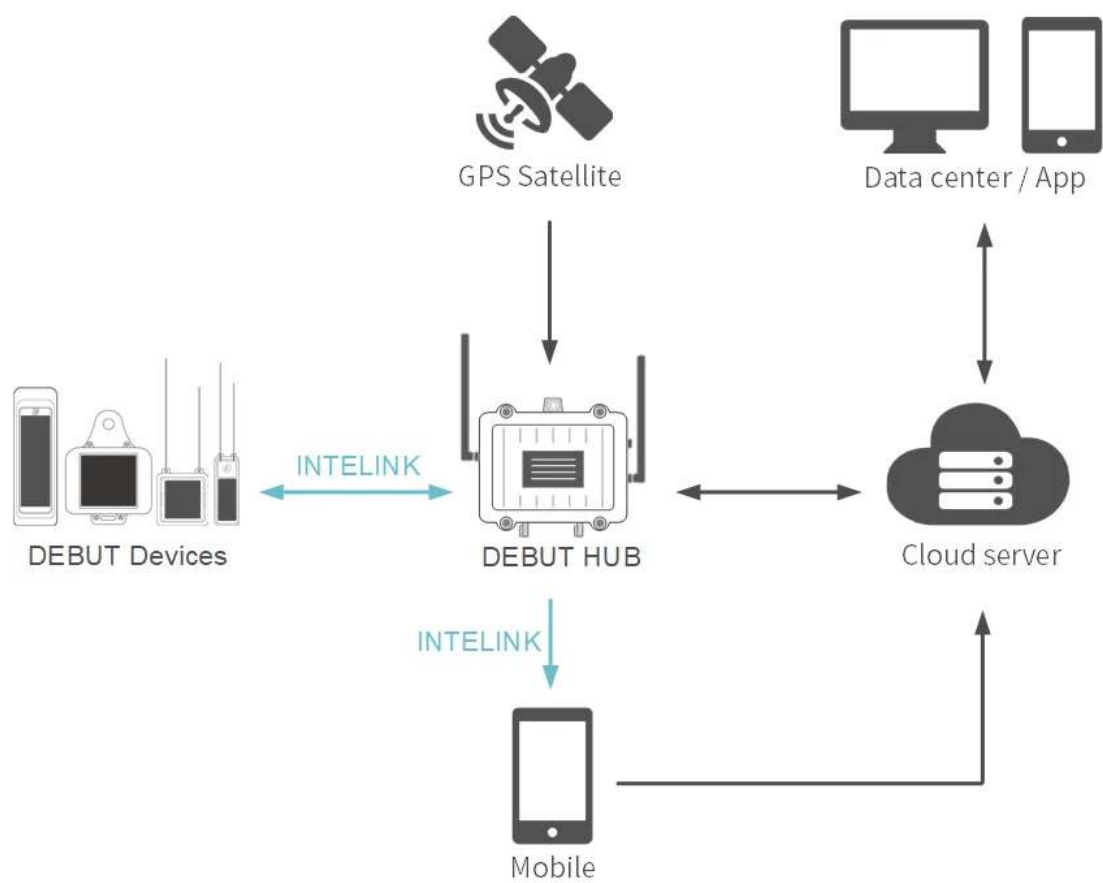 GPS Satellite
Data center / App
INTELINK
DEBUT Devices
DEBUT HUB
Cloud server
INTELINK
Mobile